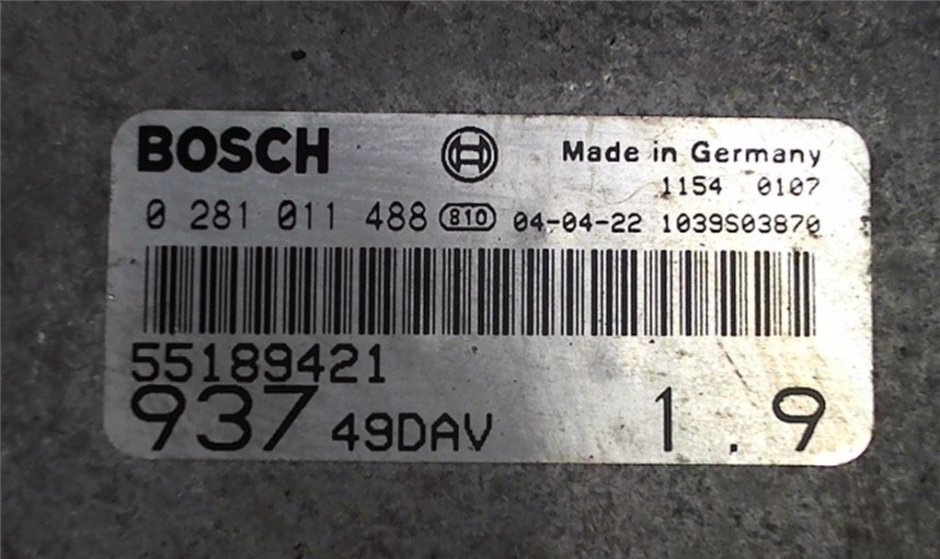 BOSCH Made in Germany
1154 0107
0 281 011 488 810 04-04-22 1039S03870
55189421
937 49DAV 1.9